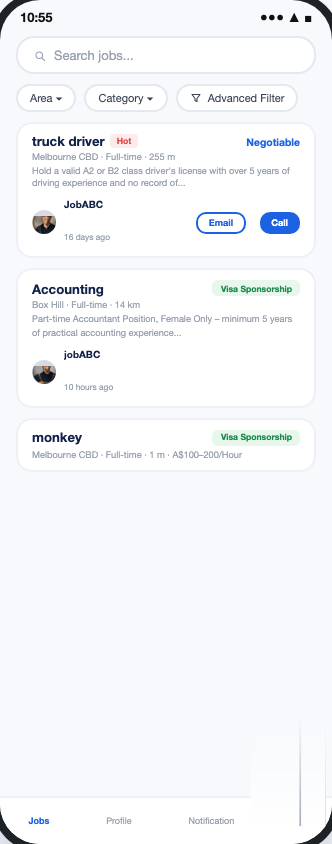 10:55
Search jobs...
Area
Category
Advanced Filter
truck driver
Hot
Negotiable
Melbourne CBD · Full-time · 255 m
Hold a valid A2 or B2 class driver's license with over 5 years of
driving experience and no record of...
JobABC
Email
Call
16 days ago
Accounting
Visa Sponsorship
Box Hill · Full-time · 14 km
Part-time Accountant Position, Female Only – minimum 5 years
of practical accounting experience...
jobABC
10 hours ago
monkey
Visa Sponsorship
Melbourne CBD · Full-time · 1 m · A$100–200/Hour
Jobs
Profile
Notification